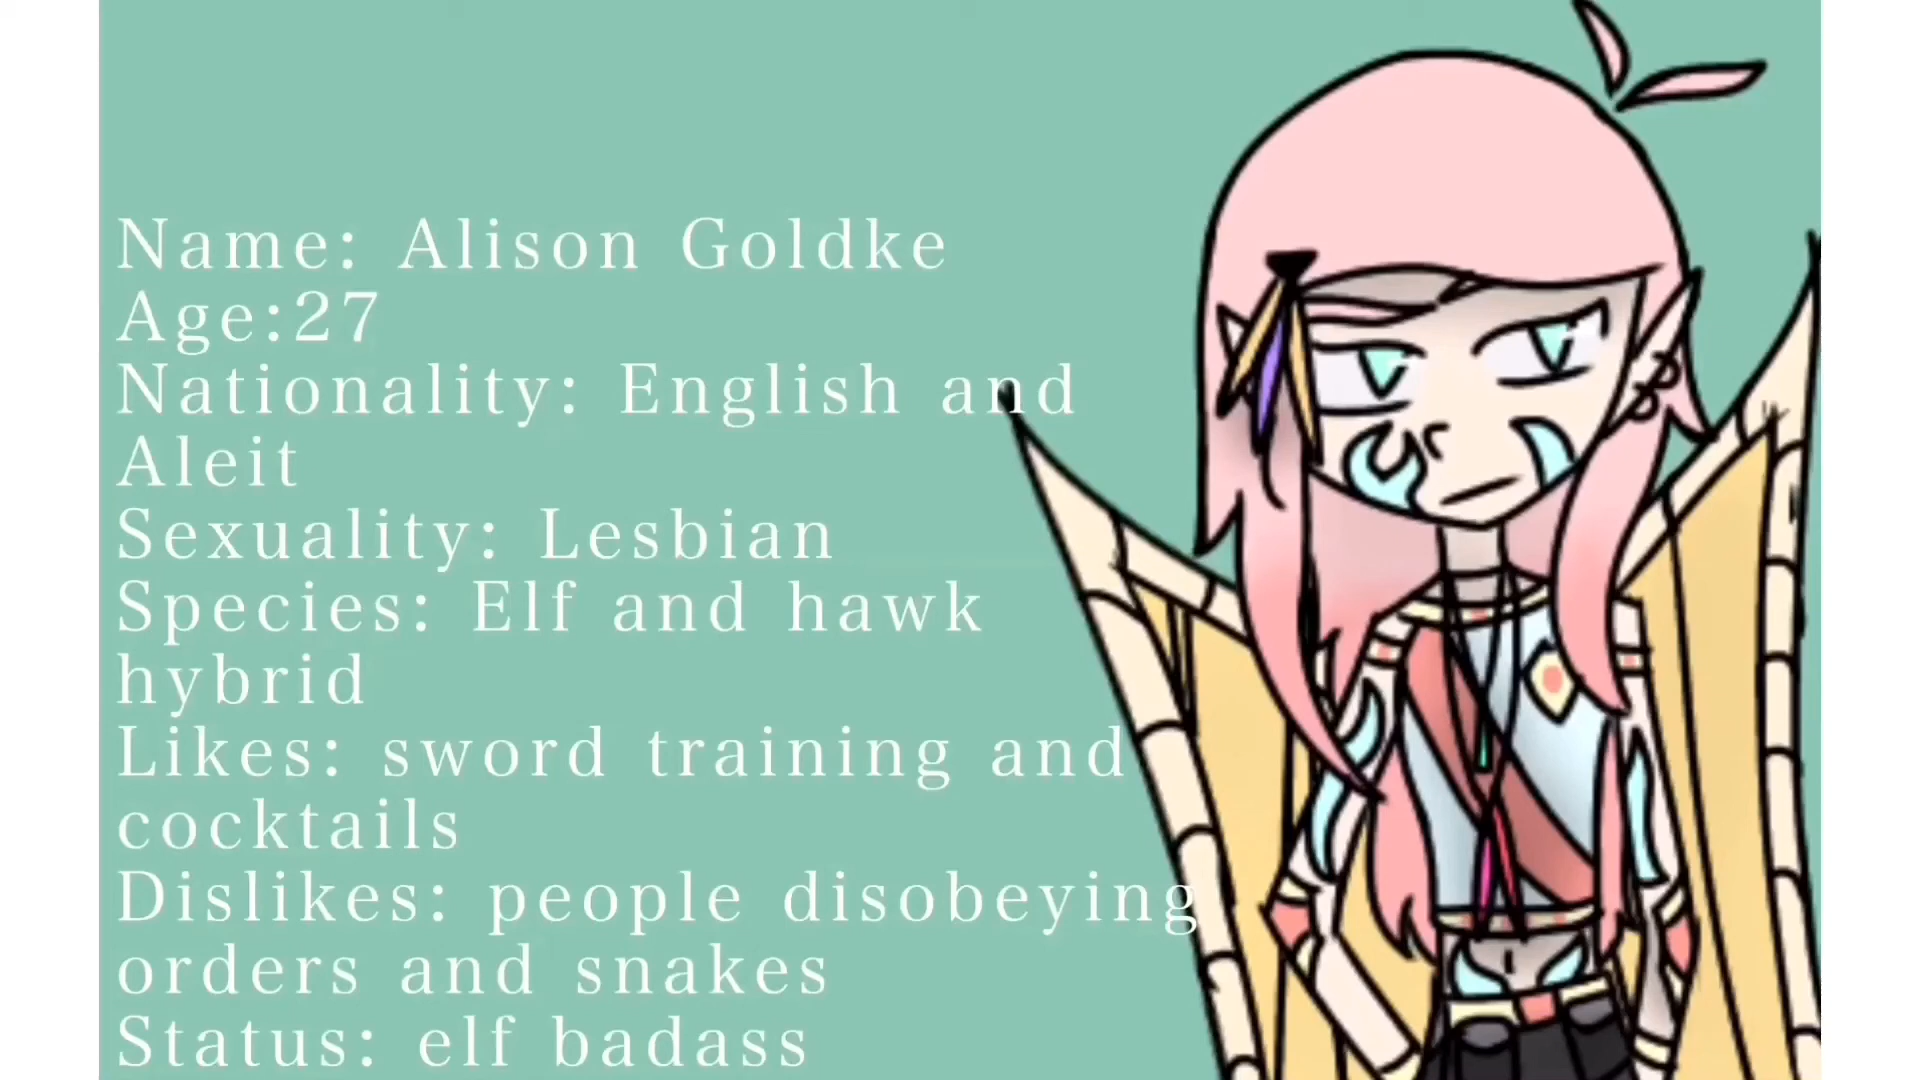 Name: Alison Goldke
Age:27
Nationality: English and
Aleit
Sexuality: Lesbian
Species: Elf and hawk
hybrid
Likes: sword training and
cocktails
Dislikes: people disobeying
orders and snakes
Status: elf badass